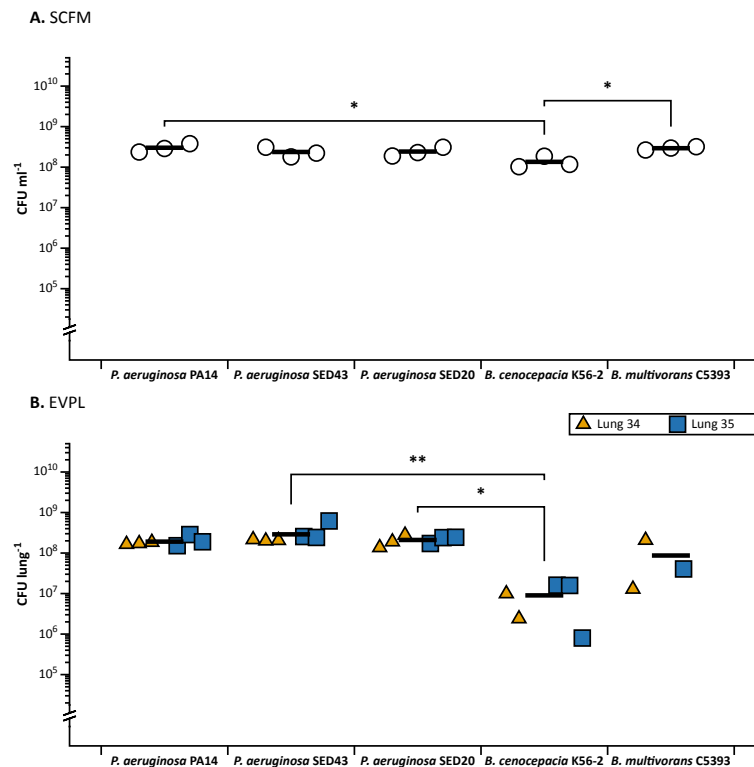 A. SCFM
CFU ml⁻¹
10¹⁰
10⁹
10⁸
10⁷
10⁶
10⁵
*
*
P. aeruginosa PA14 P. aeruginosa SED43 P. aeruginosa SED20 B. cenocepacia K56-2 B. multivorans C5393
B. EVPL
Lung 34 Lung 35
CFU lung⁻¹
10¹⁰
10⁹
10⁸
10⁷
10⁶
10⁵
**
*
P. aeruginosa PA14 P. aeruginosa SED43 P. aeruginosa SED20 B. cenocepacia K56-2 B. multivorans C5393